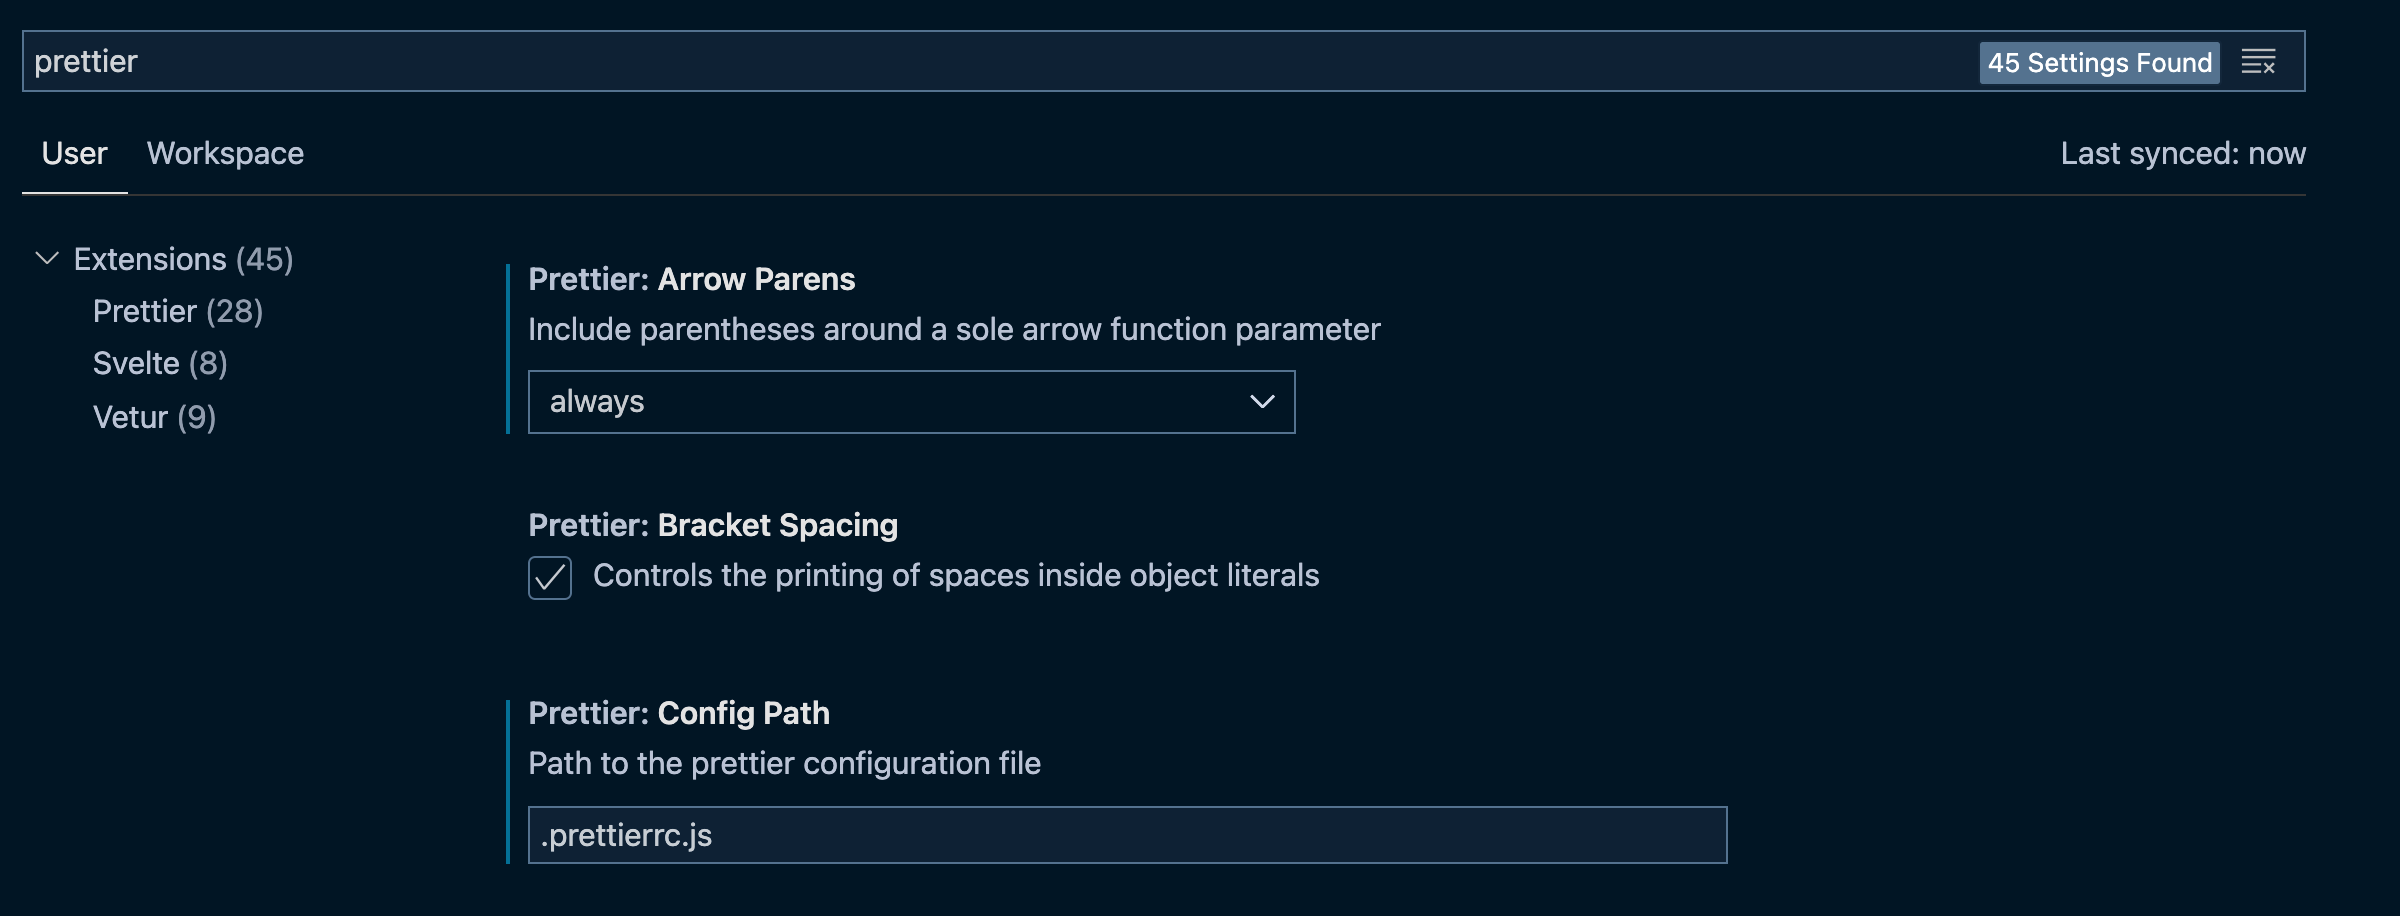 prettier
45 Settings Found
User
Workspace
Last synced: now
Extensions (45)
Prettier (28)
Svelte (8)
Vetur (9)
Prettier: Arrow Parens
Include parentheses around a sole arrow function parameter
always
Prettier: Bracket Spacing
Controls the printing of spaces inside object literals
Prettier: Config Path
Path to the prettier configuration file
.prettierrc.js